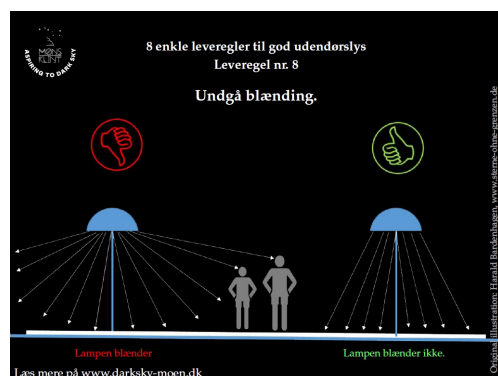 MØNS
KLINT
ASPIRING TO DARK SKY
8 enkle leveregler til god udendørslys
Leveregel nr. 8
Undgå blænding.
Lampen blænder
Lampen blænder ikke.
Læs mere på www.darksky-moen.dk
Original illustration: Harald Bardenhagen, www.sterne-ohne-grenzen.de